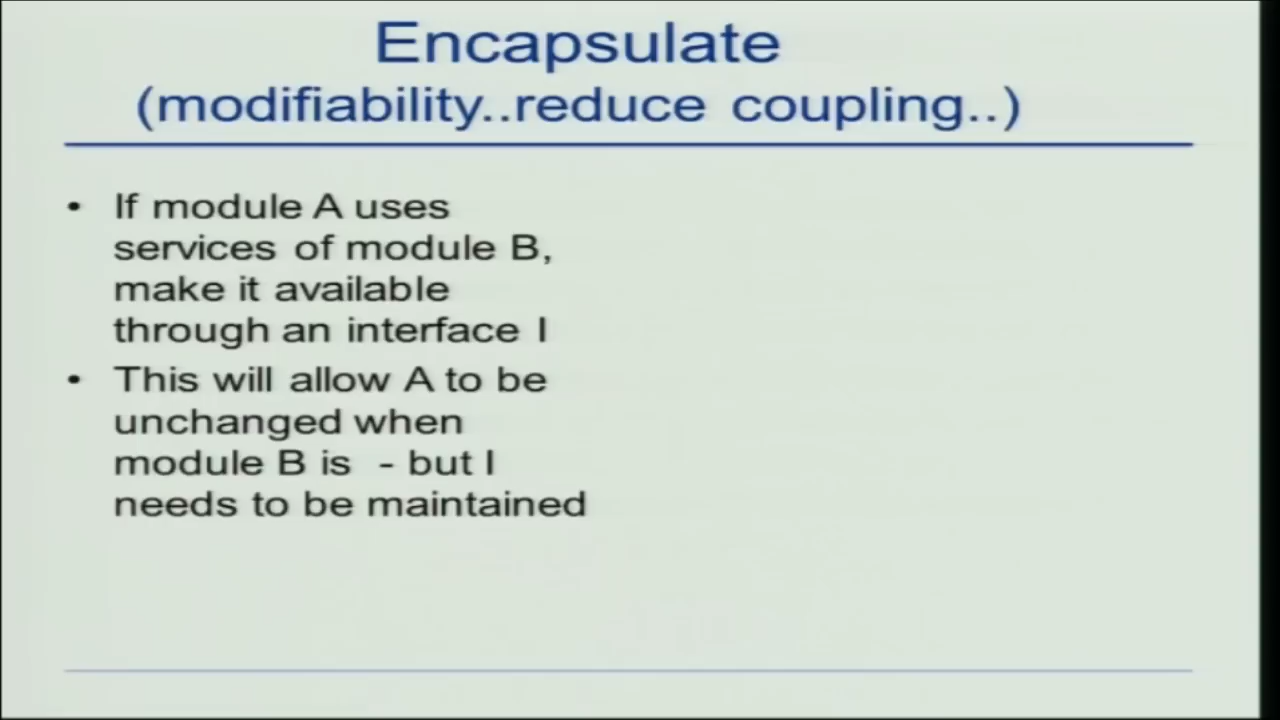 Encapsulate
(modifiability..reduce coupling..)
• If module A uses
services of module B,
make it available
through an interface I
• This will allow A to be
unchanged when
module B is - but I
needs to be maintained